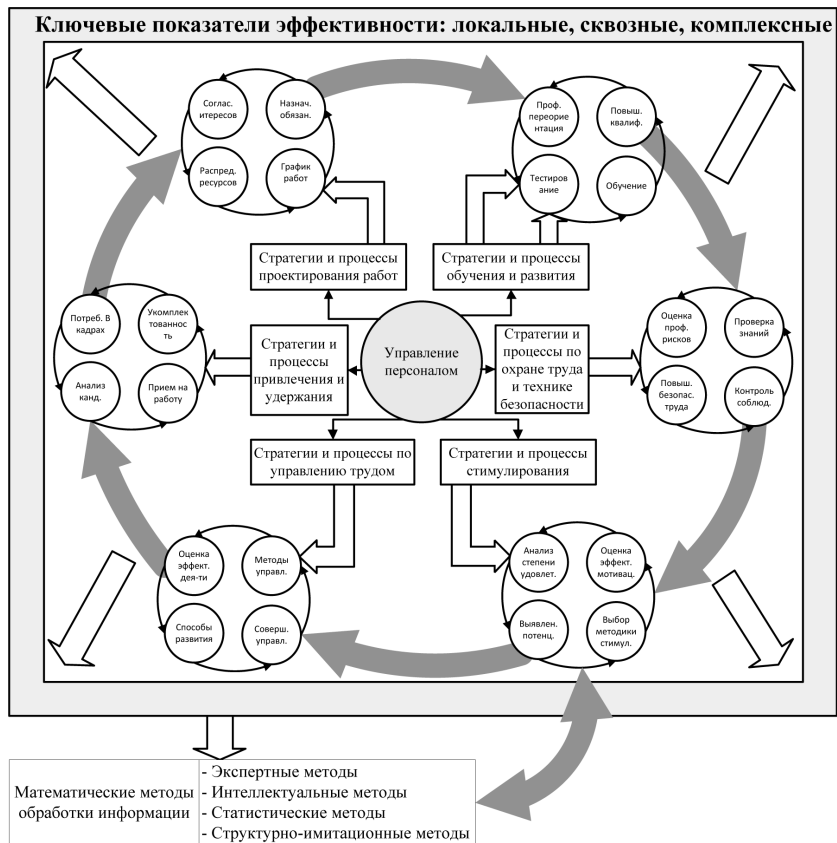 Ключевые показатели эффективности: локальные, сквозные, комплексные
Соглас.
итересов
Назнач.
обязан.
Распред.
ресурсов
График
работ
Проф.
переорие
нтация
Повыш.
квалиф.
Тестиров
ание
Обучение
Стратегии и процессы
проектирования работ
Стратегии и процессы
обучения и развития
Потреб. В
кадрах
Укомплек
тованнос
ть
Анализ
канд.
Прием на
работу
Стратегии и
процессы
привлечения и
удержания
Управление
персоналом
Стратегии и
процессы по
охране труда
и технике
безопасности
Оценка
проф.
рисков
Проверка
знаний
Повыш.
безопас.
труда
Контроль
соблюд.
Стратегии и процессы по
управлению трудом
Стратегии и процессы
стимулирования
Оценка
эффект.
дея-ти
Методы
управл.
Способы
развития
Соверш.
управл.
Анализ
степени
удовлет.
Оценка
эффект.
мотивац.
Выявлен.
потенц.
Выбор
методики
стимул.
Математические методы
обработки информации
- Экспертные методы
- Интеллектуальные методы
- Статистические методы
- Структурно-имитационные методы